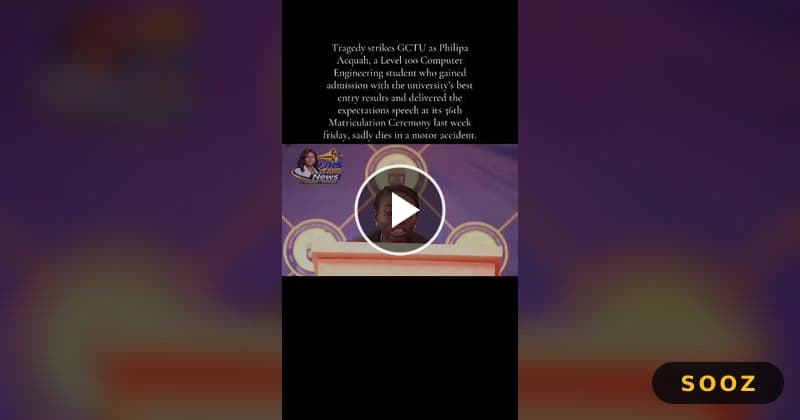 Tragedy strikes GCTU as Philipa
Acquah, a Level 100 Computer
Engineering student who gained
admission with the university's best
entry results and delivered the
expectations speech at its 36th
Matriculation Ceremony last week
friday, sadly dies in a motor accident.
News
SOOZ